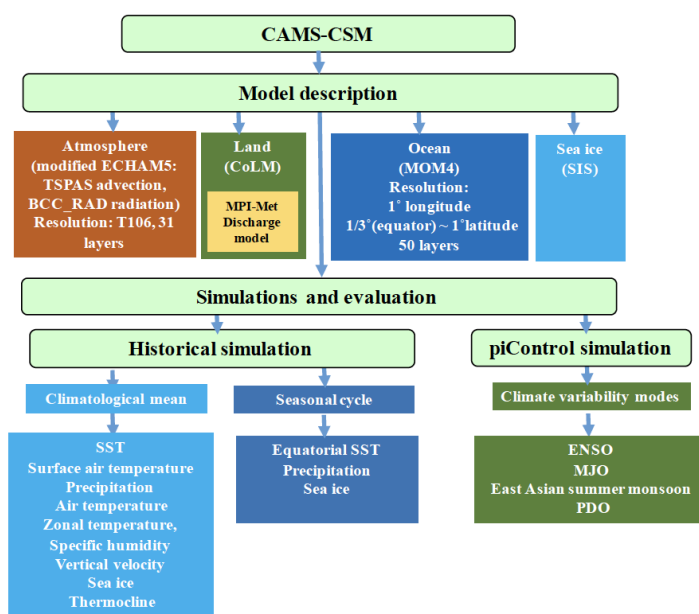 CAMS-CSM
Model description
Atmosphere
(modified ECHAM5:
TSPAS advection,
BCC_RAD radiation)
Resolution: T106, 31
layers
Land
(CoLM)
MPI-Met
Discharge
model
Ocean
(MOM4)
Resolution:
1˚ longitude
1/3˚(equator) ~ 1˚latitude
50 layers
Sea ice
(SIS)
Simulations and evaluation
Historical simulation
piControl simulation
Climatological mean
Seasonal cycle
Climate variability modes
SST
Surface air temperature
Precipitation
Air temperature
Zonal temperature,
Specific humidity
Vertical velocity
Sea ice
Thermocline
Equatorial SST
Precipitation
Sea ice
ENSO
MJO
East Asian summer monsoon
PDO